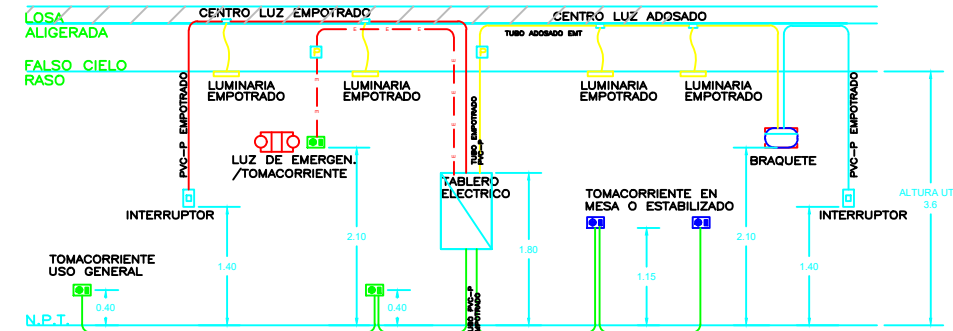 LOSA
ALIGERADA
CENTRO LUZ EMPOTRADO
CENTRO LUZ ADOSADO
TUBO ADOSADO EMT
FALSO CIELO
RASO
LUMINARIA
EMPOTRADO
LUMINARIA
EMPOTRADO
LUMINARIA
EMPOTRADO
LUMINARIA
EMPOTRADO
PVC-P EMPOTRADO
TUBO EMPOTRADO
PVC-P
PVC-P EMPOTRADO
LUZ DE EMERGEN.
/TOMACORRIENTE
BRAQUETE
TABLERO
ELECTRICO
TOMACORRIENTE EN
MESA O ESTABILIZADO
ALTURA UT
3.6
INTERRUPTOR
INTERRUPTOR
2.10
2.10
1.80
1.40
1.15
1.40
TOMACORRIENTE
USO GENERAL
0.40
0.40
UBO PVC-P
MPOTRADO
N.P.T.